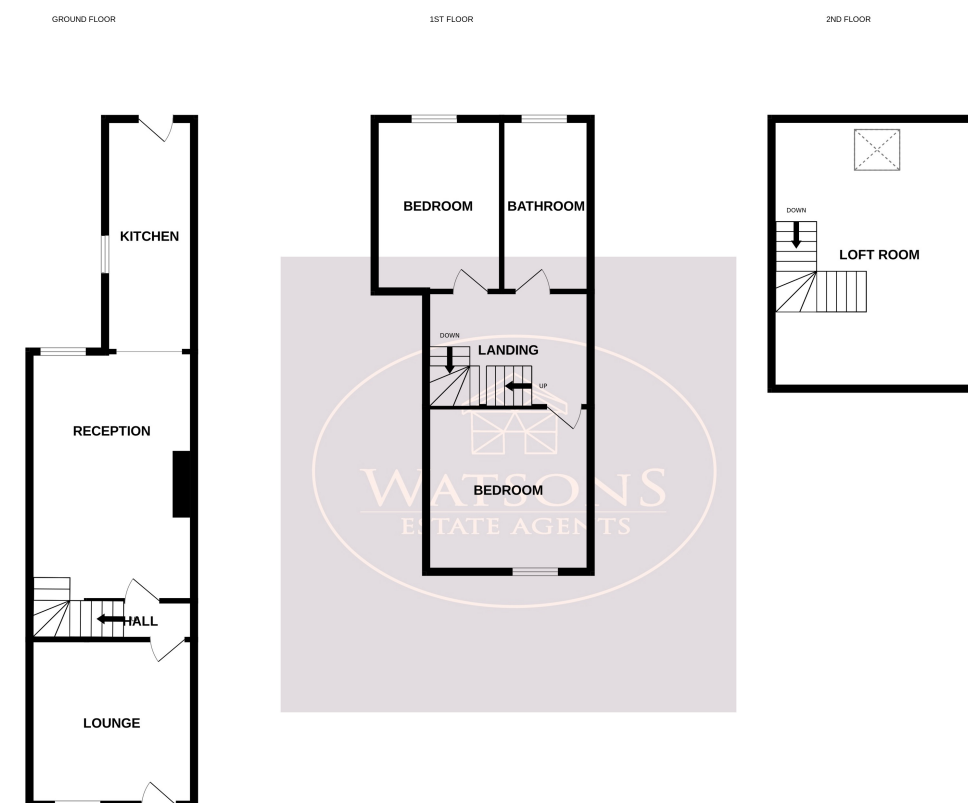 GROUND FLOOR
1ST FLOOR
2ND FLOOR
KITCHEN
BEDROOM
BATHROOM
DOWN
LOFT ROOM
DOWN
LANDING
UP
RECEPTION
BEDROOM
WATSONS
ESTATE AGENTS
HALL
LOUNGE